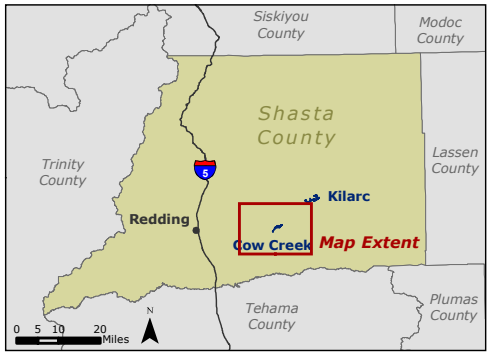 Siskiyou
County
Modoc
County
Shasta
County
Trinity
County
Lassen
County
5
Kilarc
Redding
Cow Creek
Map Extent
Tehama
County
Plumas
County
N
0 5 10 20
Miles